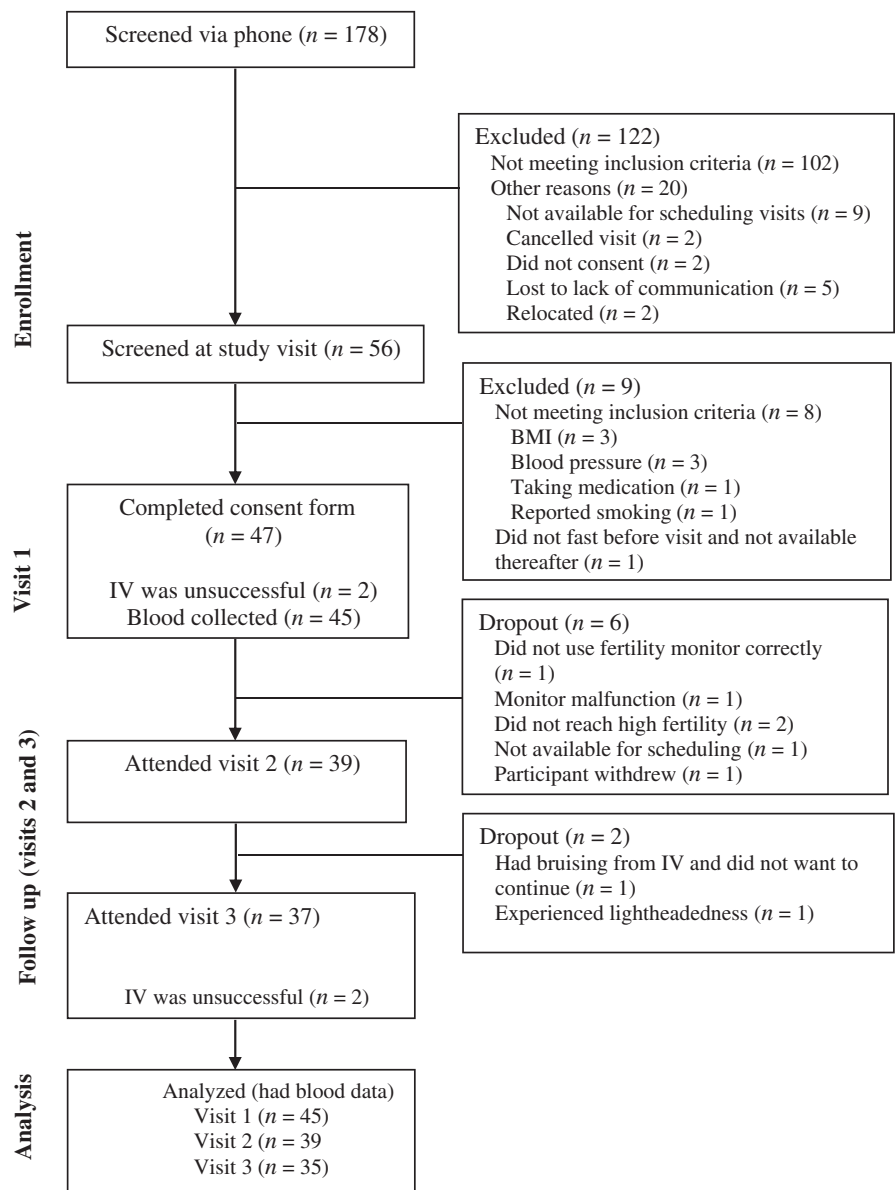 Screened via phone (n = 178)
Excluded (n = 122)
Not meeting inclusion criteria (n = 102)
Other reasons (n = 20)
Not available for scheduling visits (n = 9)
Cancelled visit (n = 2)
Did not consent (n = 2)
Lost to lack of communication (n = 5)
Relocated (n = 2)
Enrollment
Screened at study visit (n = 56)
Excluded (n = 9)
Not meeting inclusion criteria (n = 8)
BMI (n = 3)
Blood pressure (n = 3)
Taking medication (n = 1)
Reported smoking (n = 1)
Did not fast before visit and not available
thereafter (n = 1)
Visit 1
Completed consent form
(n = 47)
IV was unsuccessful (n = 2)
Blood collected (n = 45)
Dropout (n = 6)
Did not use fertility monitor correctly
(n = 1)
Monitor malfunction (n = 1)
Did not reach high fertility (n = 2)
Not available for scheduling (n = 1)
Participant withdrew (n = 1)
Follow up (visits 2 and 3)
Attended visit 2 (n = 39)
Dropout (n = 2)
Had bruising from IV and did not want to
continue (n = 1)
Experienced lightheadedness (n = 1)
Attended visit 3 (n = 37)
IV was unsuccessful (n = 2)
Analysis
Analyzed (had blood data)
Visit 1 (n = 45)
Visit 2 (n = 39
Visit 3 (n = 35)